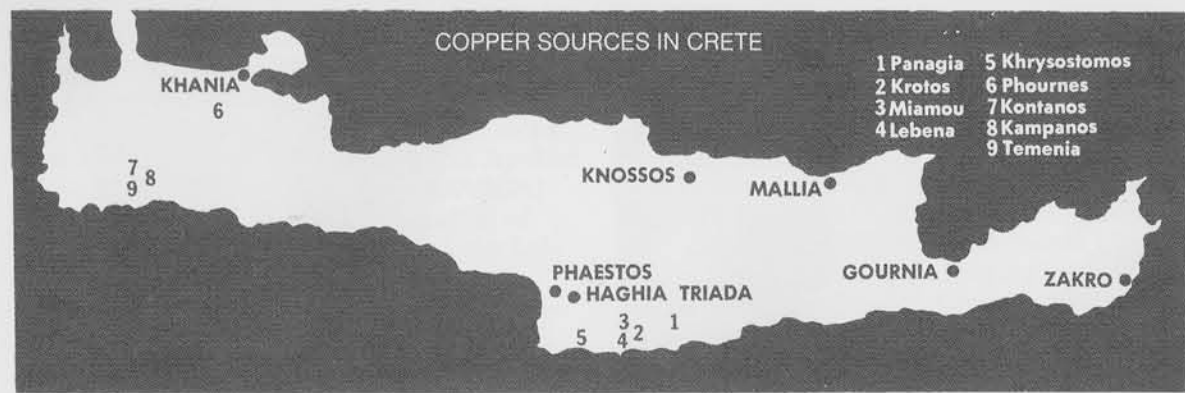 COPPER SOURCES IN CRETE
1 Panagia
2 Krotos
3 Miamou
4 Lebena
5 Khrysostomos
6 Phournes
7 Kontanos
8 Kampanos
9 Temenia
KHANIA
6
7
8
9
KNOSSOS
MALLIA
PHAESTOS
HAGHIA TRIADA
GOURNIA
ZAKRO
3
1
5
4
2